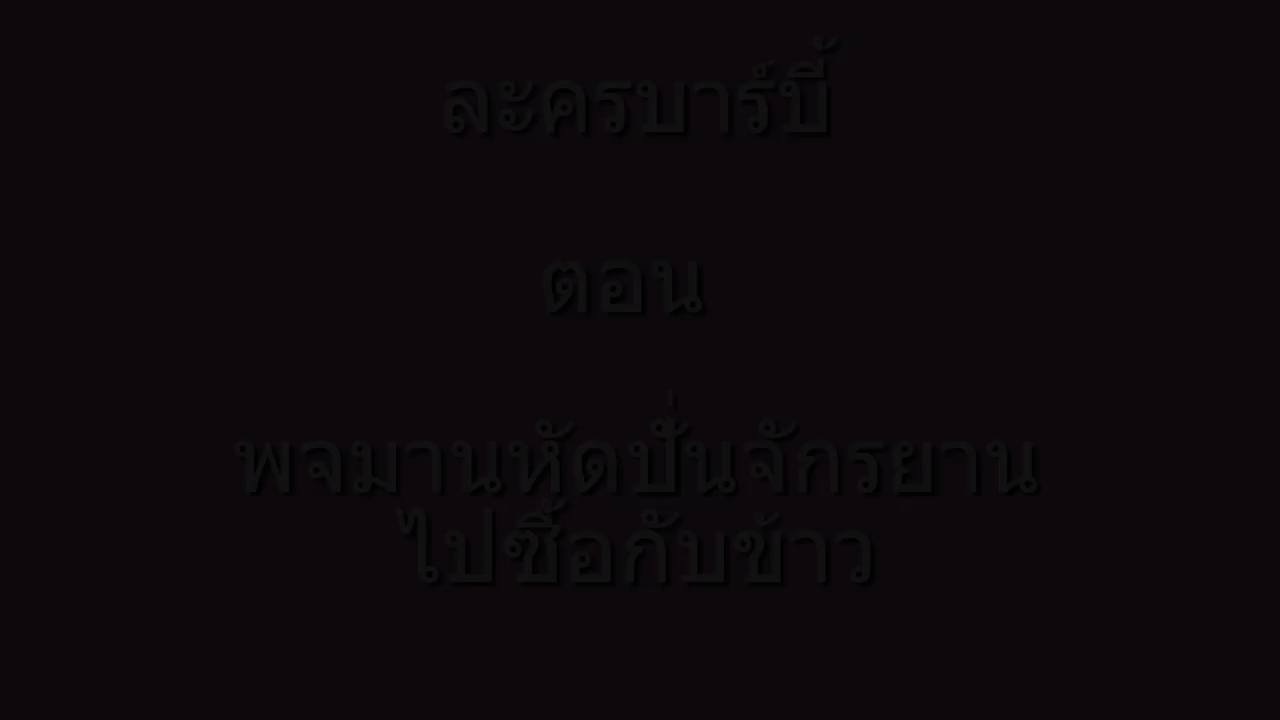 ละครบาร์บี้
ตอน
พจมานหัดปั่นจักรยาน
ไปซื้อกับข้าว